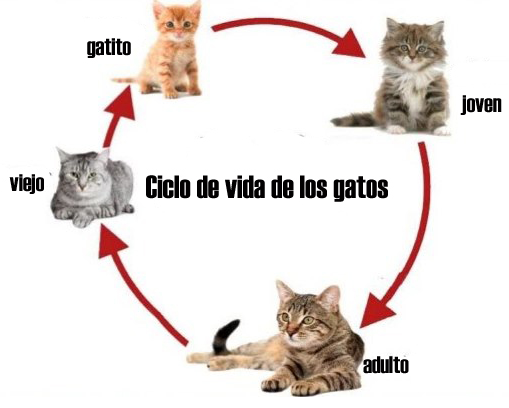 gatito
joven
viejo
Ciclo de vida de los gatos
adulto